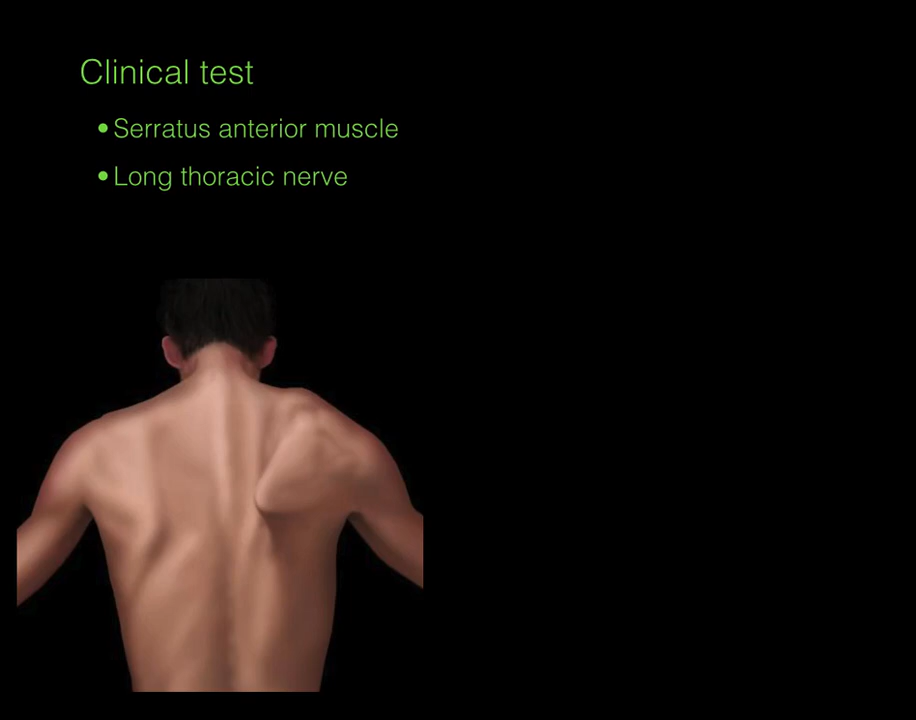 Clinical test
• Serratus anterior muscle
• Long thoracic nerve